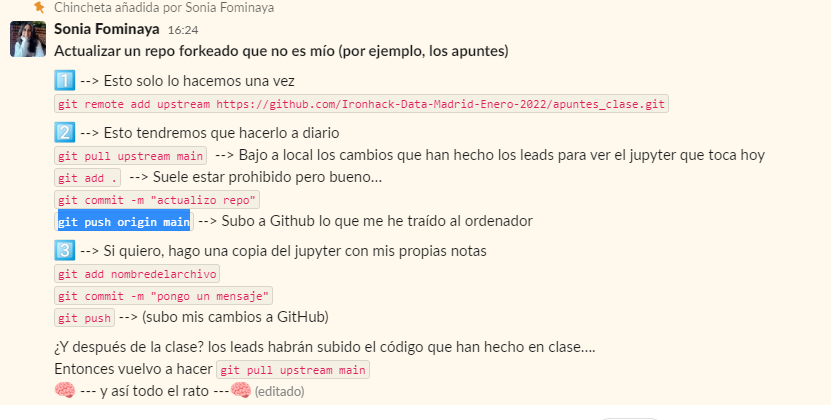 Chincheta añadida por Sonia Fominaya
Sonia Fominaya 16:24
Actualizar un repo forkeado que no es mío (por ejemplo, los apuntes)
1 --> Esto solo lo hacemos una vez
git remote add upstream https://github.com/Ironhack-Data-Madrid-Enero-2022/apuntes_clase.git
2 --> Esto tendremos que hacerlo a diario
git pull upstream main --> Bajo a local los cambios que han hecho los leads para ver el jupyter que toca hoy
git add . --> Suele estar prohibido pero bueno...
git commit -m "actualizo repo"
git push origin main --> Subo a Github lo que me he traído al ordenador
3 --> Si quiero, hago una copia del jupyter con mis propias notas
git add nombredelarchivo
git commit -m "pongo un mensaje"
git push --> (subo mis cambios a GitHub)
¿Y después de la clase? los leads habrán subido el código que han hecho en clase....
Entonces vuelvo a hacer git pull upstream main
🧠 --- y así todo el rato ---🧠 (editado)